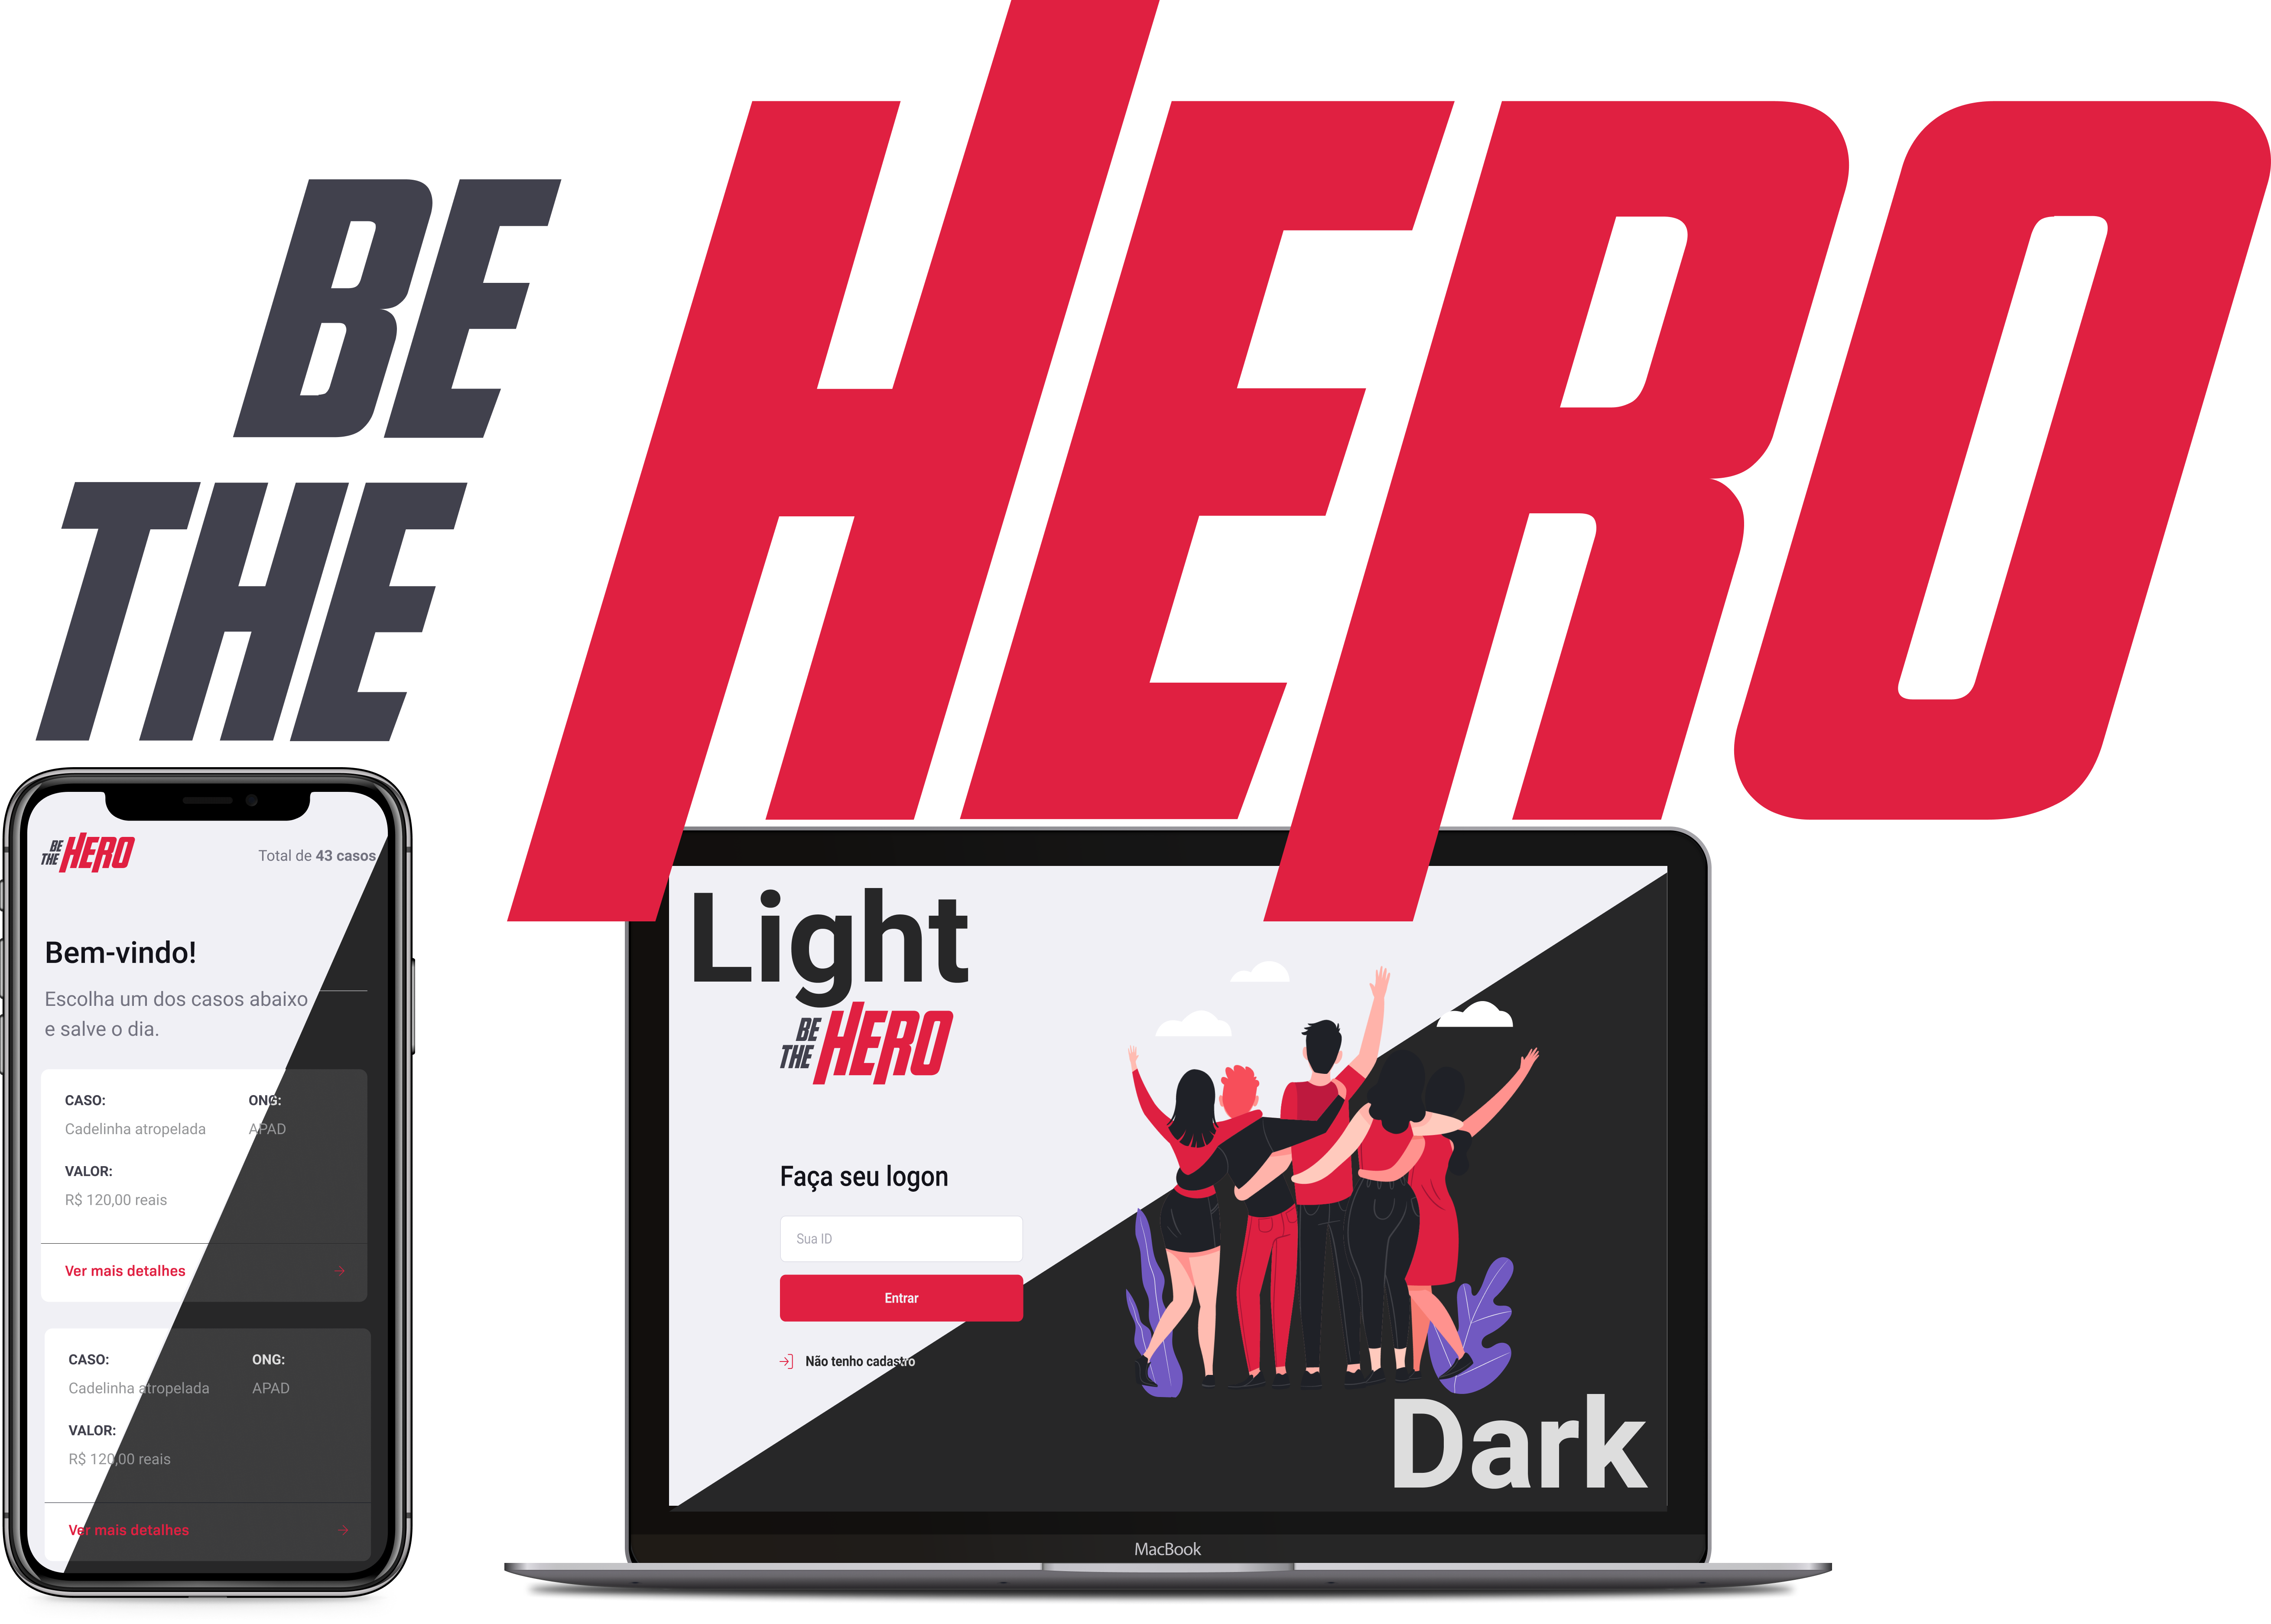 BE
THE HERO
BE
THE HERO
Total de 43 casos
Bem-vindo!
Escolha um dos casos abaixo
e salve o dia.
CASO: ONG:
Cadelinha atropelada APAD
VALOR:
R$ 120,00 reais
Ver mais detalhes
CASO: ONG:
Cadelinha atropelada APAD
VALOR:
R$ 120,00 reais
Ver mais detalhes
Light
BE
THE HERO
Faça seu logon
Sua ID
Entrar
Não tenho cadastro
Dark
MacBook